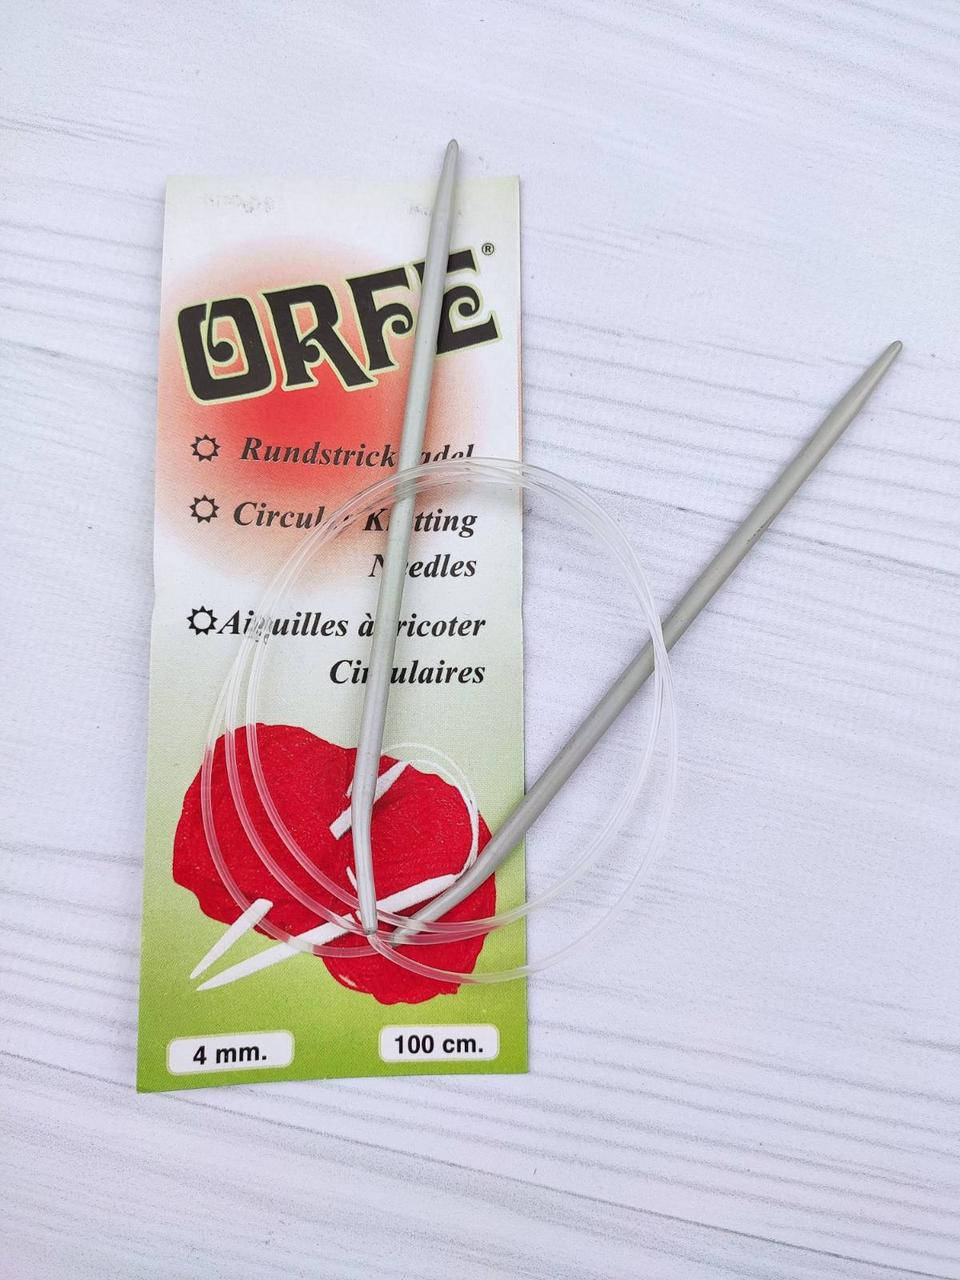 ORFE®
Rundstricknadel
Circular Knitting
Needles
Aiguilles à tricoter
Circulaires
4 mm.
100 cm.